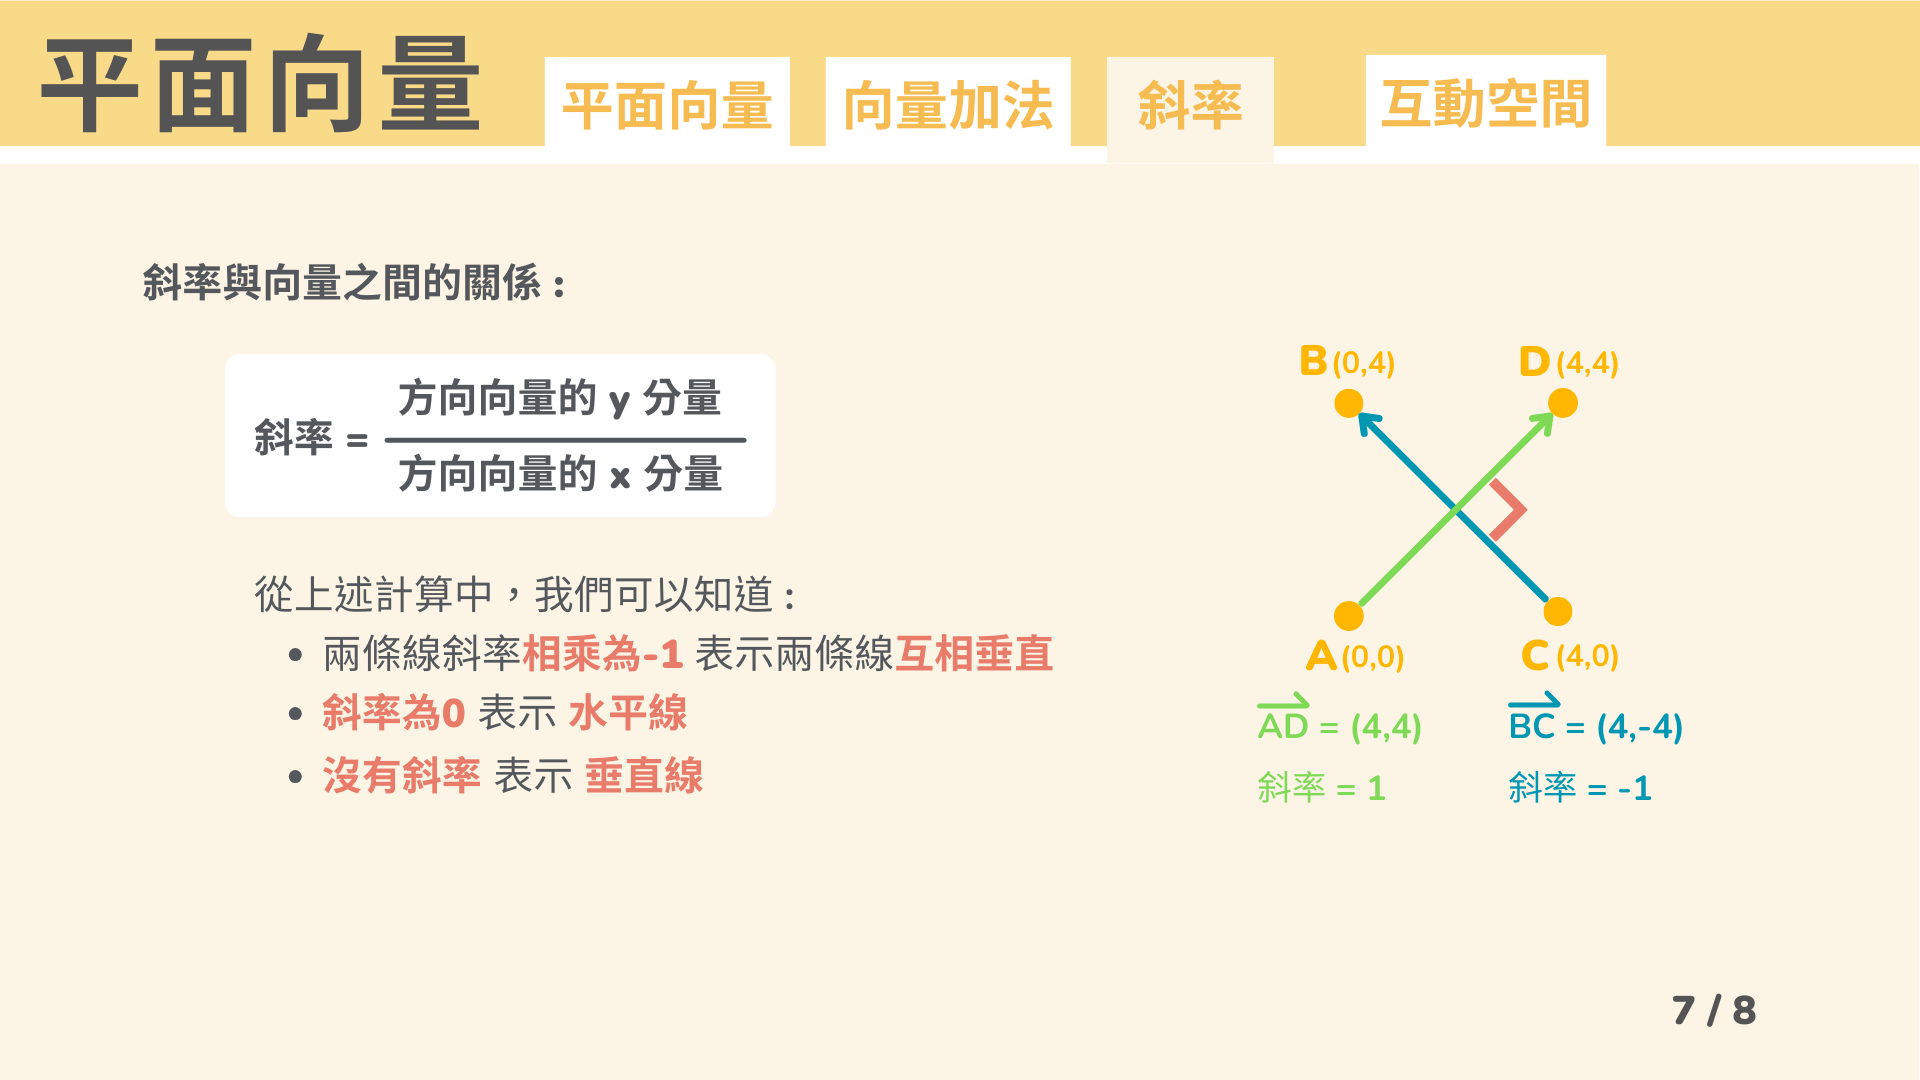 平面向量
平面向量
向量加法
斜率
互動空間
斜率與向量之間的關係 :
斜率 =
方向向量的 y 分量
方向向量的 x 分量
從上述計算中，我們可以知道 :
• 兩條線斜率相乘為-1 表示兩條線互相垂直
• 斜率為0 表示 水平線
• 沒有斜率 表示 垂直線
B (0,4)
D (4,4)
A (0,0)
C (4,0)
AD = (4,4)
BC = (4,-4)
斜率 = 1
斜率 = -1
7 / 8